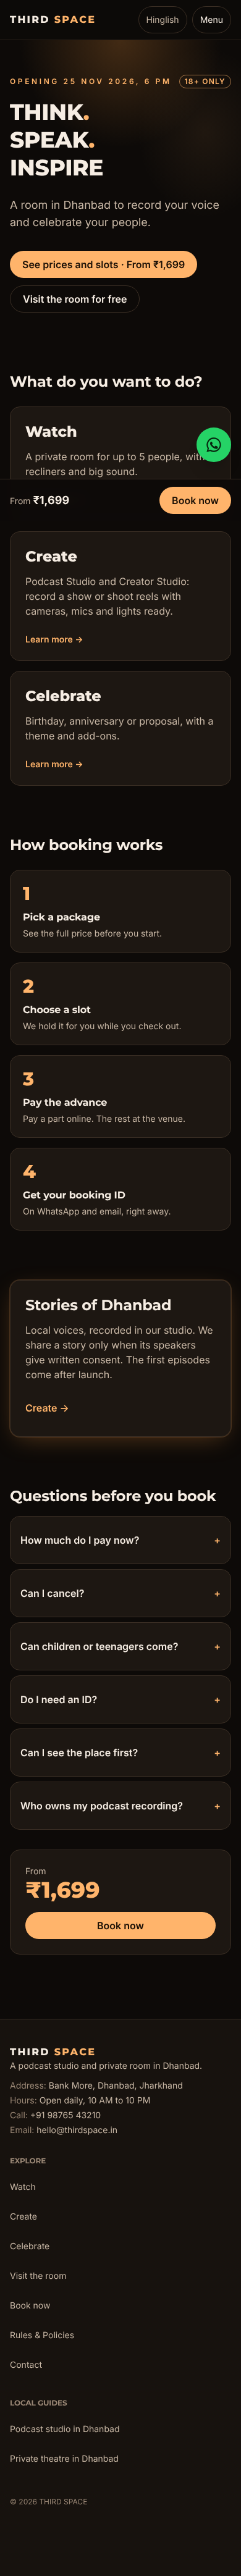 THIRD SPACE
Hinglish
Menu
OPENING 25 NOV 2026, 6 PM
18+ ONLY
THINK.
SPEAK.
INSPIRE
A room in Dhanbad to record your voice
and celebrate your people.
See prices and slots · From ₹1,699
Visit the room for free
What do you want to do?
Watch
A private room for up to 5 people, with
recliners and big sound.
From ₹1,699
Book now
Create
Podcast Studio and Creator Studio:
record a show or shoot reels with
cameras, mics and lights ready.
Learn more →
Celebrate
Birthday, anniversary or proposal, with a
theme and add-ons.
Learn more →
How booking works
1
Pick a package
See the full price before you start.
2
Choose a slot
We hold it for you while you check out.
3
Pay the advance
Pay a part online. The rest at the venue.
4
Get your booking ID
On WhatsApp and email, right away.
Stories of Dhanbad
Local voices, recorded in our studio. We
share a story only when its speakers
give written consent. The first episodes
come after launch.
Create →
Questions before you book
How much do I pay now? +
Can I cancel? +
Can children or teenagers come? +
Do I need an ID? +
Can I see the place first? +
Who owns my podcast recording? +
From
₹1,699
Book now
THIRD SPACE
A podcast studio and private room in Dhanbad.
Address: Bank More, Dhanbad, Jharkhand
Hours: Open daily, 10 AM to 10 PM
Call: +91 98765 43210
Email: hello@thirdspace.in
EXPLORE
Watch
Create
Celebrate
Visit the room
Book now
Rules & Policies
Contact
LOCAL GUIDES
Podcast studio in Dhanbad
Private theatre in Dhanbad
© 2026 THIRD SPACE